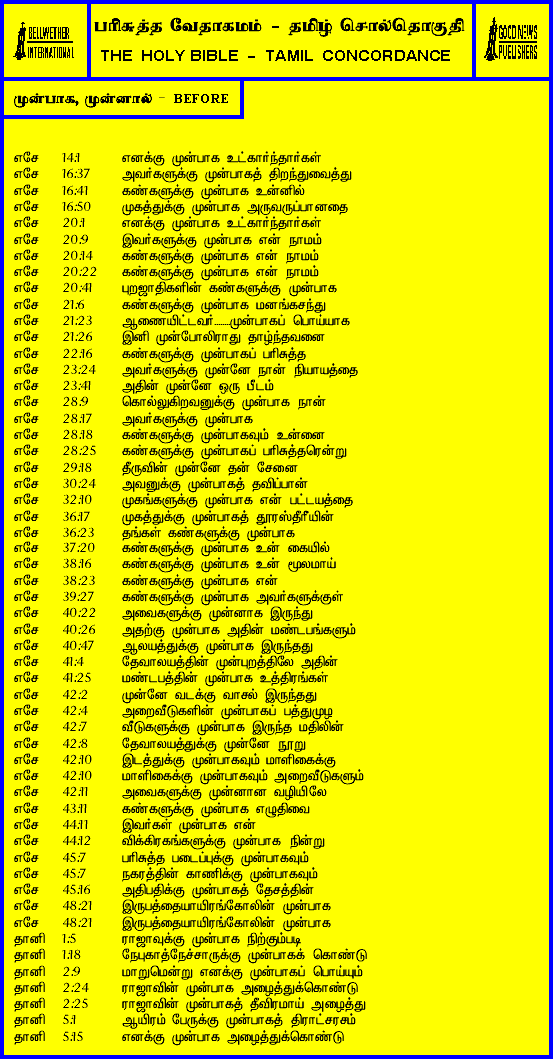 BELLWETHER
INTERNATIONAL
பரிசுத்த வேதாகமம் - தமிழ் சொல்தொகுதி
THE HOLY BIBLE - TAMIL CONCORDANCE
GOOD NEWS
PUBLISHERS
முன்பாக, முன்னால் - BEFORE
எசே 14:1 எனக்கு முன்பாக உட்கார்ந்தார்கள்
எசே 16:37 அவர்களுக்கு முன்பாகத் திறந்துவைத்து
எசே 16:41 கண்களுக்கு முன்பாக உன்னில்
எசே 16:50 முகத்துக்கு முன்பாக அருவருப்பானதை
எசே 20:1 எனக்கு முன்பாக உட்கார்ந்தார்கள்
எசே 20:9 இவர்களுக்கு முன்பாக என் நாமம்
எசே 20:14 கண்களுக்கு முன்பாக என் நாமம்
எசே 20:22 கண்களுக்கு முன்பாக என் நாமம்
எசே 20:41 புறஜாதிகளின் கண்களுக்கு முன்பாக
எசே 21:6 கண்களுக்கு முன்பாக மனங்கசந்து
எசே 21:23 ஆணையிட்டவர்.......முன்பாகப் பொய்யாக
எசே 21:26 இனி முன்போலிராது தாழ்ந்தவனை
எசே 22:16 கண்களுக்கு முன்பாகப் பரிசுத்த
எசே 23:24 அவர்களுக்கு முன்னே நான் நியாயத்தை
எசே 23:41 அதின் முன்னே ஒரு பீடம்
எசே 28:9 கொல்லுகிறவனுக்கு முன்பாக நான்
எசே 28:17 அவர்களுக்கு முன்பாக
எசே 28:18 கண்களுக்கு முன்பாகவும் உன்னை
எசே 28:25 கண்களுக்கு முன்பாகப் பரிசுத்தரென்று
எசே 29:18 தீருவின் முன்னே தன் சேனை
எசே 30:24 அவனுக்கு முன்பாகத் தவிப்பான்
எசே 32:10 முகங்களுக்கு முன்பாக என் பட்டயத்தை
எசே 36:17 முகத்துக்கு முன்பாகத் தூரஸ்தீரீயின்
எசே 36:23 தங்கள் கண்களுக்கு முன்பாக
எசே 37:20 கண்களுக்கு முன்பாக உன் கையில்
எசே 38:16 கண்களுக்கு முன்பாக உன் மூலமாய்
எசே 38:23 கண்களுக்கு முன்பாக என்
எசே 39:27 கண்களுக்கு முன்பாக அவர்களுக்குள்
எசே 40:22 அவைகளுக்கு முன்னாக இருந்து
எசே 40:26 அதற்கு முன்பாக அதின் மண்டபங்களும்
எசே 40:47 ஆலயத்துக்கு முன்பாக இருந்தது
எசே 41:4 தேவாலயத்தின் முன்புறத்திலே அதின்
எசே 41:25 மண்டபத்தின் முன்பாக உத்திரங்கள்
எசே 42:2 முன்னே வடக்கு வாசல் இருந்தது
எசே 42:4 அறைவீடுகளின் முன்பாகப் பத்துமுழ
எசே 42:7 வீடுகளுக்கு முன்பாக இருந்த மதிலின்
எசே 42:8 தேவாலயத்துக்கு முன்னே நூறு
எசே 42:10 இடத்துக்கு முன்பாகவும் மாளிகைக்கு
எசே 42:10 மாளிகைக்கு முன்பாகவும் அறைவீடுகளும்
எசே 42:11 அவைகளுக்கு முன்னான வழியிலே
எசே 43:11 கண்களுக்கு முன்பாக எழுதிவை
எசே 44:11 இவர்கள் முன்பாக என்
எசே 44:12 விக்கிரகங்களுக்கு முன்பாக நின்று
எசே 45:7 பரிசுத்த படைப்புக்கு முன்பாகவும்
எசே 45:7 நகரத்தின் காணிக்கு முன்பாகவும்
எசே 45:16 அதிபதிக்கு முன்பாகத் தேசத்தின்
எசே 48:21 இருபத்தையாயிரங்கோலின் முன்பாக
எசே 48:21 இருபத்தையாயிரங்கோலின் முன்பாக
தானி 1:5 ராஜாவுக்கு முன்பாக நிற்கும்படி
தானி 1:18 நேபுகாத்நேச்சாருக்கு முன்பாகக் கொண்டு
தானி 2:9 மாறுமென்று எனக்கு முன்பாகப் பொய்யும்
தானி 2:24 ராஜாவின் முன்பாக அழைத்துக்கொண்டு
தானி 2:25 ராஜாவின் முன்பாகத் தீவிரமாய் அழைத்து
தானி 5:1 ஆயிரம் பேருக்கு முன்பாகத் திராட்சரசம்
தானி 5:15 எனக்கு முன்பாக அழைத்துக்கொண்டு